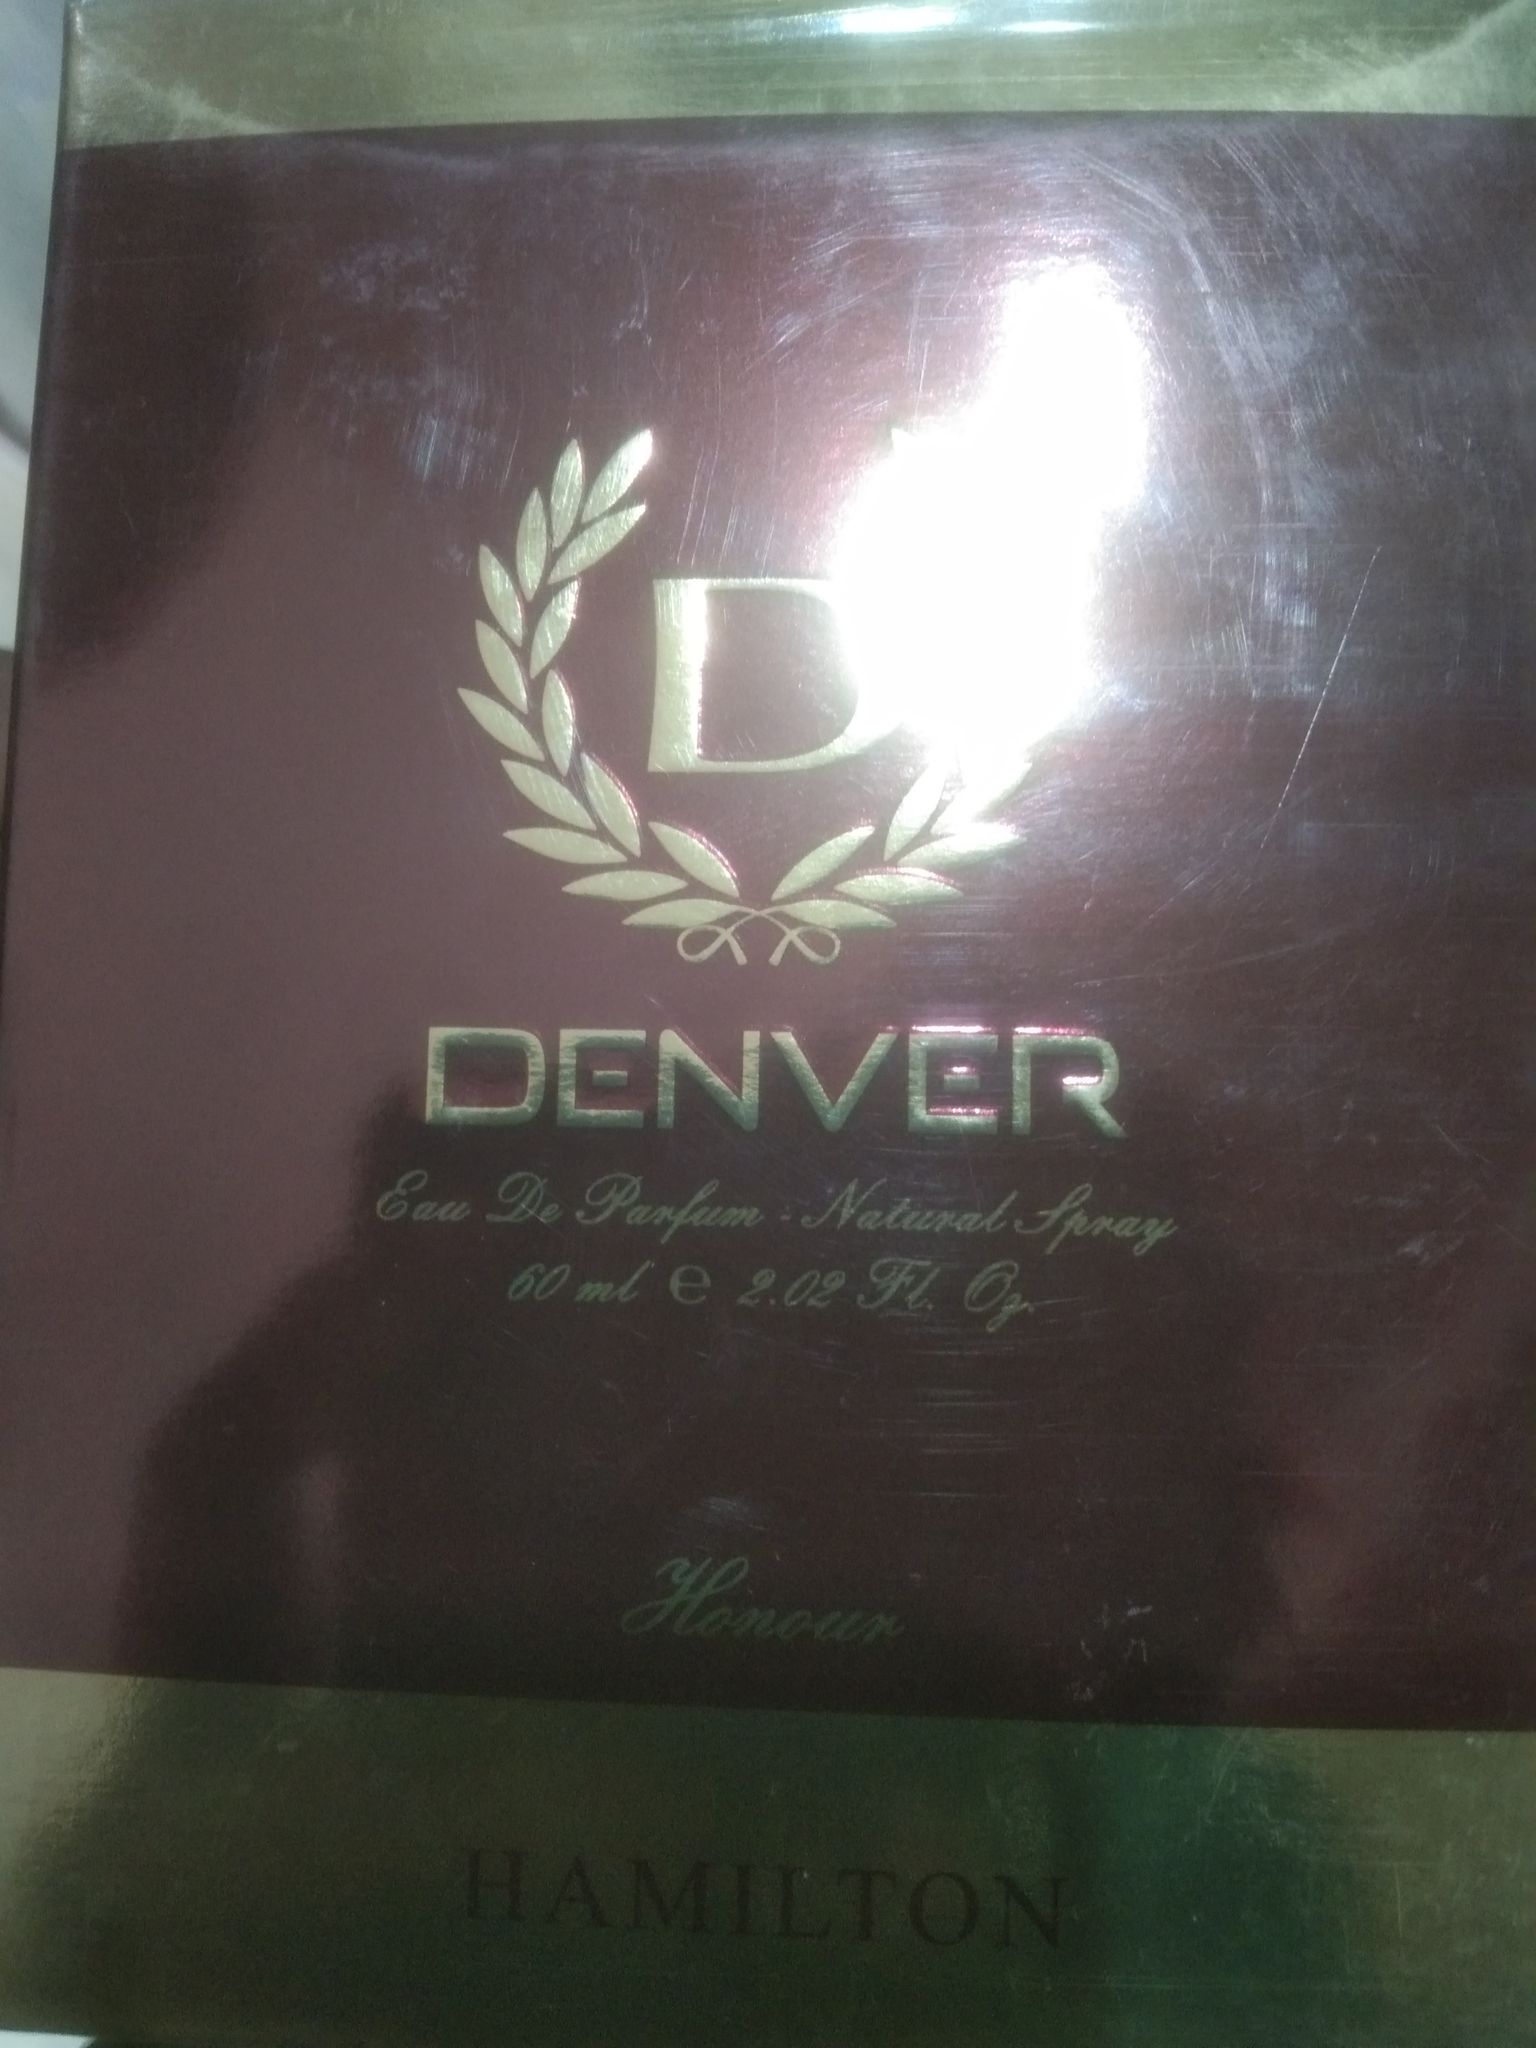 D
DENVER
Eau De Parfum - Natural Spray
60 ml e 2.02 Fl. Oz.
Honour
HAMILTON